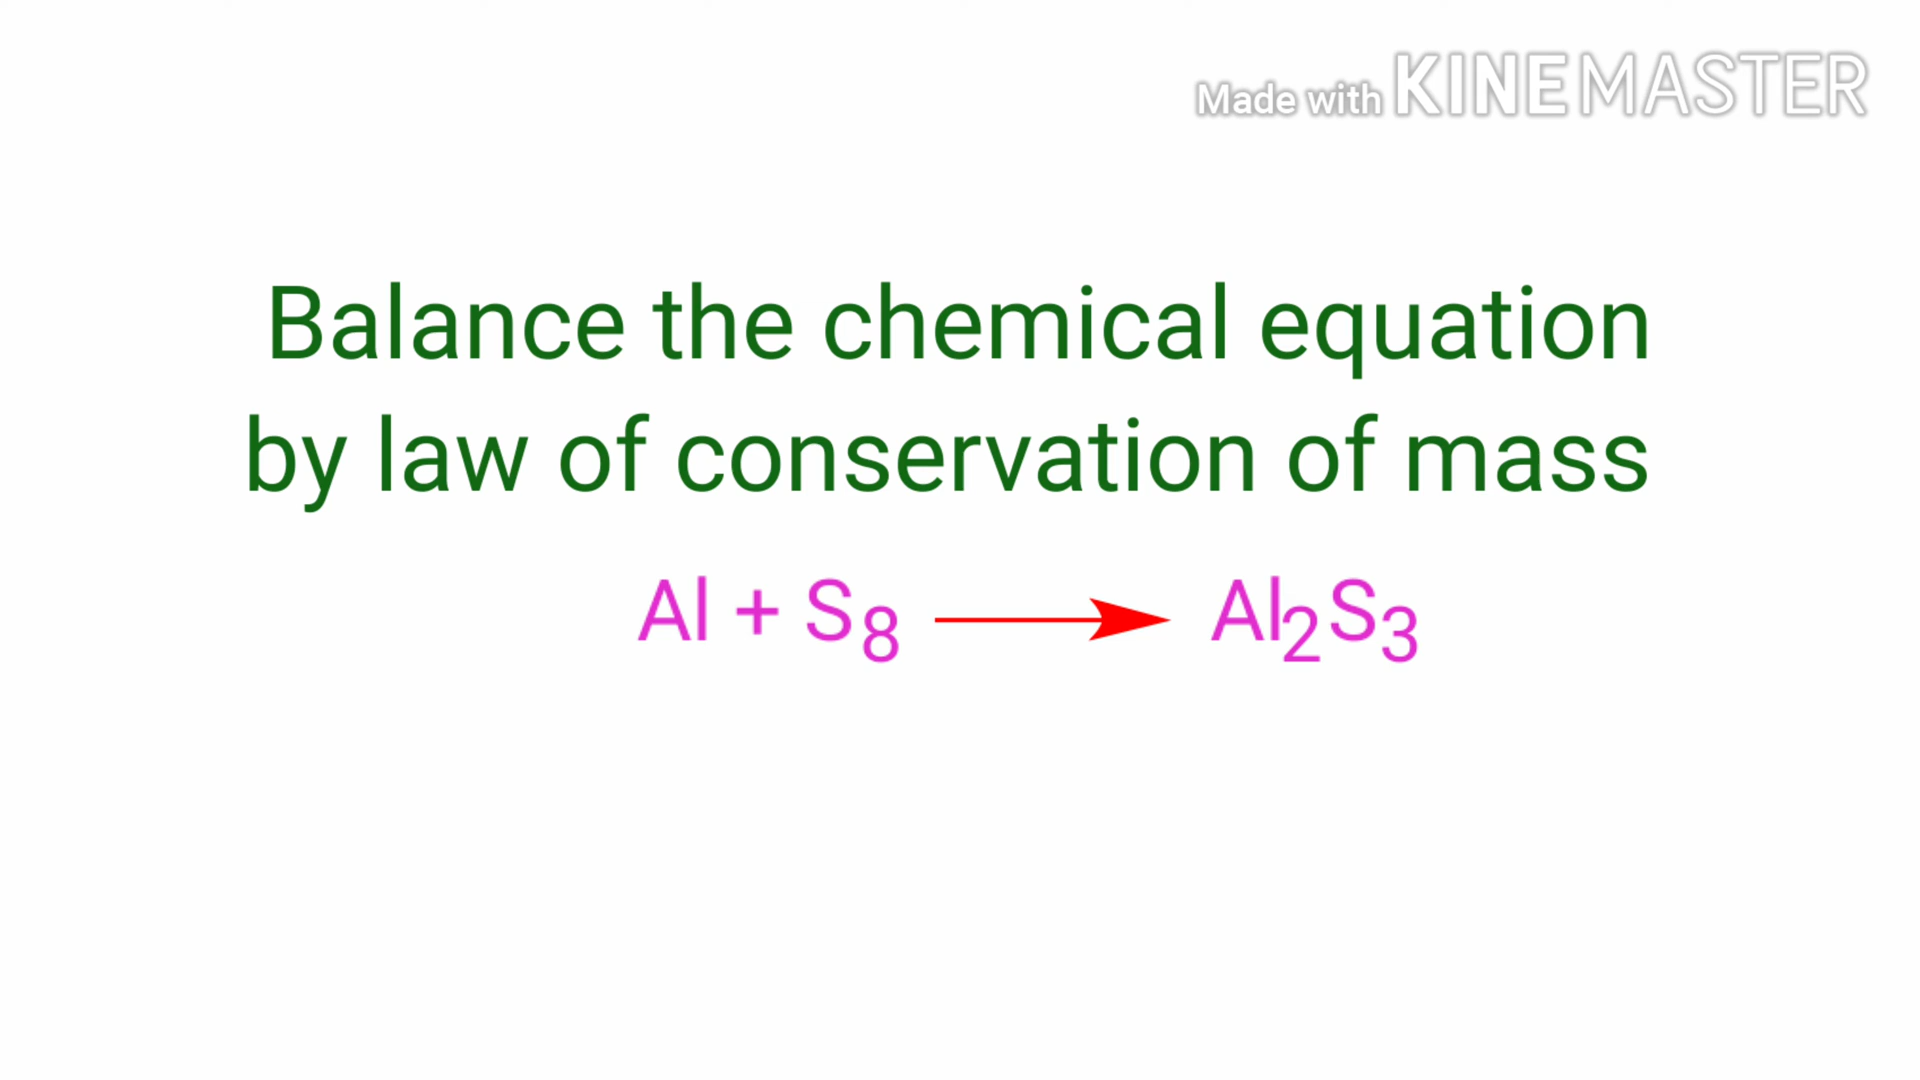 Made with KINEMASTER
Balance the chemical equation
by law of conservation of mass
Al + S₈ ⟶ Al₂S₃